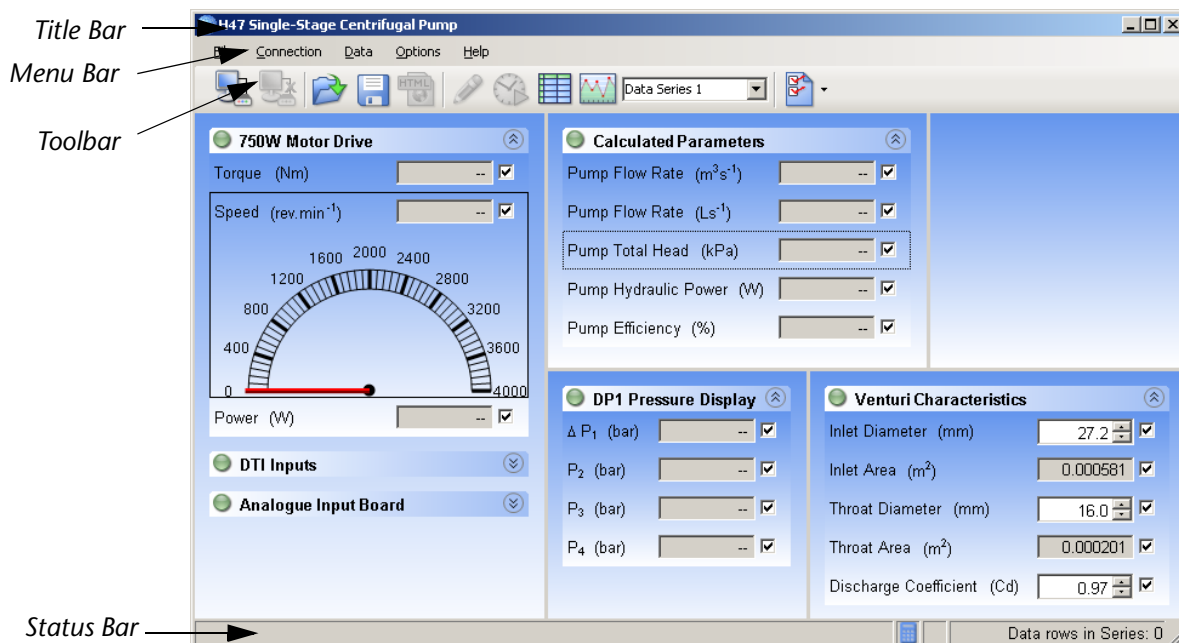 Title Bar
H47 Single-Stage Centrifugal Pump
Menu Bar
Connection Data Options Help
Toolbar
HTML
Data Series 1
750W Motor Drive
Torque (Nm) --
Speed (rev.min⁻¹) --
0 400 800 1200 1600 2000 2400 2800 3200 3600 4000
Power (W) --
DTI Inputs
Analogue Input Board
Calculated Parameters
Pump Flow Rate (m³s⁻¹) --
Pump Flow Rate (Ls⁻¹) --
Pump Total Head (kPa) --
Pump Hydraulic Power (W) --
Pump Efficiency (%) --
DP1 Pressure Display
Δ P₁ (bar) --
P₂ (bar) --
P₃ (bar) --
P₄ (bar) --
Venturi Characteristics
Inlet Diameter (mm) 27.2
Inlet Area (m²) 0.000581
Throat Diameter (mm) 16.0
Throat Area (m²) 0.000201
Discharge Coefficient (Cd) 0.97
Status Bar
Data rows in Series: 0